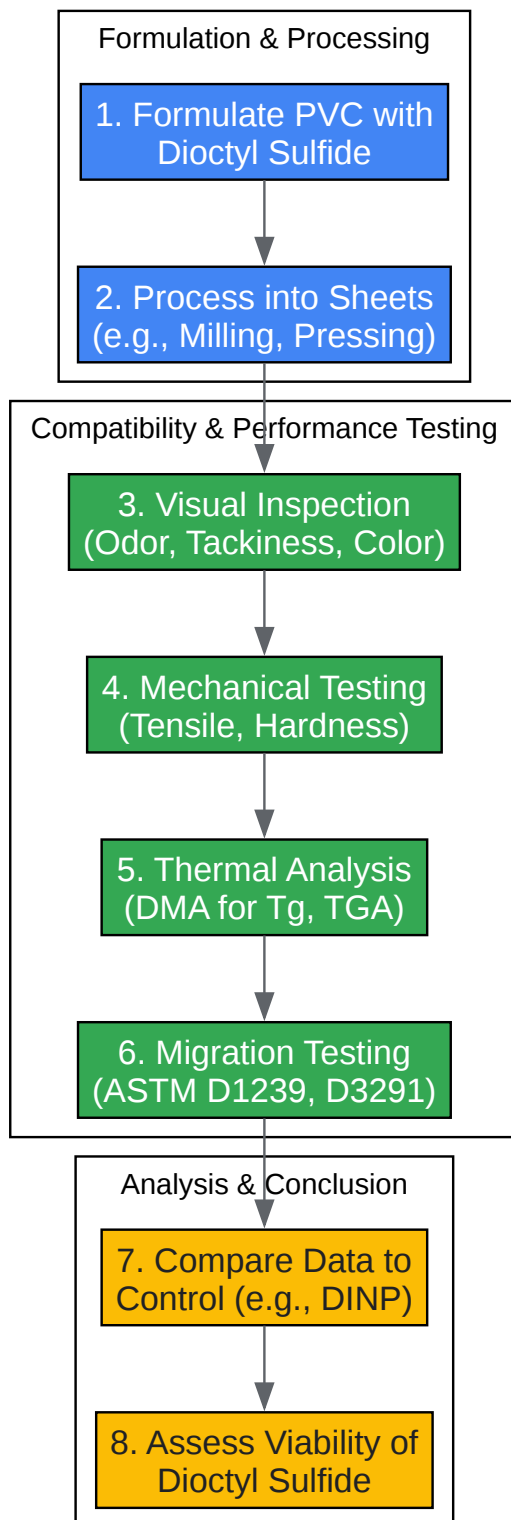 Formulation & Processing
1. Formulate PVC with
Dioctyl Sulfide
2. Process into Sheets
(e.g., Milling, Pressing)
Compatibility & Performance Testing
3. Visual Inspection
(Odor, Tackiness, Color)
4. Mechanical Testing
(Tensile, Hardness)
5. Thermal Analysis
(DMA for Tg, TGA)
6. Migration Testing
(ASTM D1239, D3291)
Analysis & Conclusion
7. Compare Data to
Control (e.g., DINP)
8. Assess Viability of
Dioctyl Sulfide